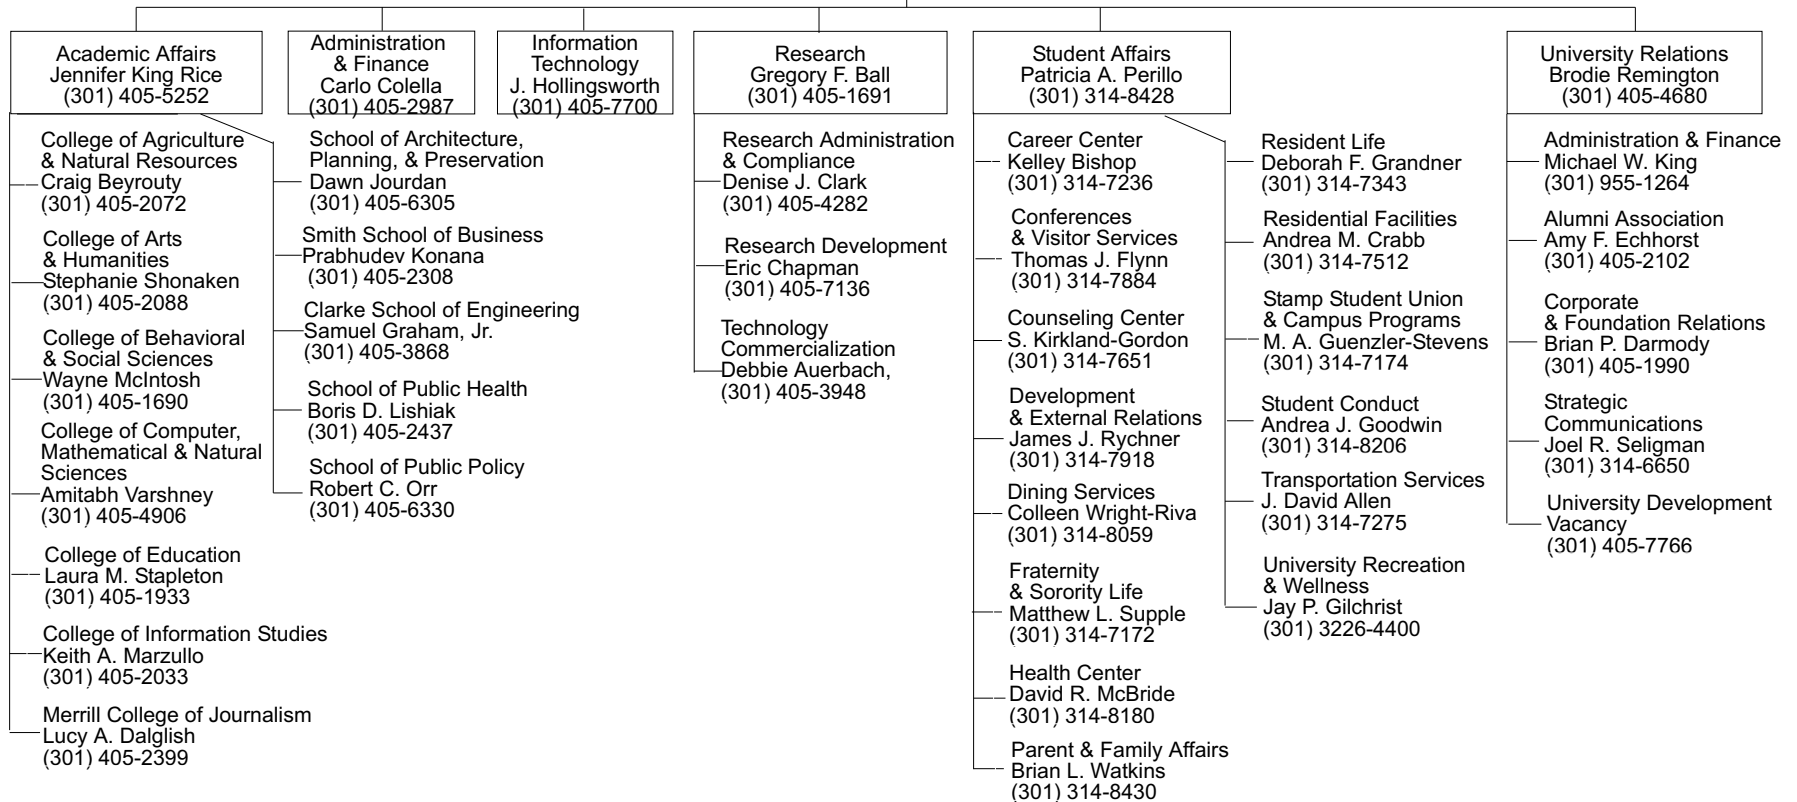 Academic Affairs
Jennifer King Rice
(301) 405-5252
Administration
& Finance
Carlo Colella
(301) 405-2987
Information
Technology
J. Hollingsworth
(301) 405-7700
Research
Gregory F. Ball
(301) 405-1691
Student Affairs
Patricia A. Perillo
(301) 314-8428
University Relations
Brodie Remington
(301) 405-4680
College of Agriculture
& Natural Resources
Craig Beyrouty
(301) 405-2072
College of Arts
& Humanities
Stephanie Shonaken
(301) 405-2088
College of Behavioral
& Social Sciences
Wayne McIntosh
(301) 405-1690
College of Computer,
Mathematical & Natural
Sciences
Amitabh Varshney
(301) 405-4906
College of Education
Laura M. Stapleton
(301) 405-1933
College of Information Studies
Keith A. Marzullo
(301) 405-2033
Merrill College of Journalism
Lucy A. Dalglish
(301) 405-2399
School of Architecture,
Planning, & Preservation
Dawn Jourdan
(301) 405-6305
Smith School of Business
Prabhudev Konana
(301) 405-2308
Clarke School of Engineering
Samuel Graham, Jr.
(301) 405-3868
School of Public Health
Boris D. Lishiak
(301) 405-2437
School of Public Policy
Robert C. Orr
(301) 405-6330
Research Administration
& Compliance
Denise J. Clark
(301) 405-4282
Research Development
Eric Chapman
(301) 405-7136
Technology
Commercialization
Debbie Auerbach,
(301) 405-3948
Career Center
Kelley Bishop
(301) 314-7236
Conferences
& Visitor Services
Thomas J. Flynn
(301) 314-7884
Counseling Center
S. Kirkland-Gordon
(301) 314-7651
Development
& External Relations
James J. Rychner
(301) 314-7918
Dining Services
Colleen Wright-Riva
(301) 314-8059
Fraternity
& Sorority Life
Matthew L. Supple
(301) 314-7172
Health Center
David R. McBride
(301) 314-8180
Parent & Family Affairs
Brian L. Watkins
(301) 314-8430
Resident Life
Deborah F. Grandner
(301) 314-7343
Residential Facilities
Andrea M. Crabb
(301) 314-7512
Stamp Student Union
& Campus Programs
M. A. Guenzler-Stevens
(301) 314-7174
Student Conduct
Andrea J. Goodwin
(301) 314-8206
Transportation Services
J. David Allen
(301) 314-7275
University Recreation
& Wellness
Jay P. Gilchrist
(301) 3226-4400
Administration & Finance
Michael W. King
(301) 955-1264
Alumni Association
Amy F. Echhorst
(301) 405-2102
Corporate
& Foundation Relations
Brian P. Darmody
(301) 405-1990
Strategic
Communications
Joel R. Seligman
(301) 314-6650
University Development
Vacancy
(301) 405-7766